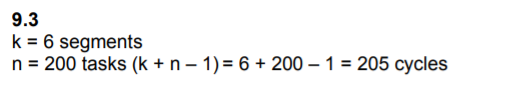 9.3
k = 6 segments
n = 200 tasks (k + n – 1) = 6 + 200 – 1 = 205 cycles